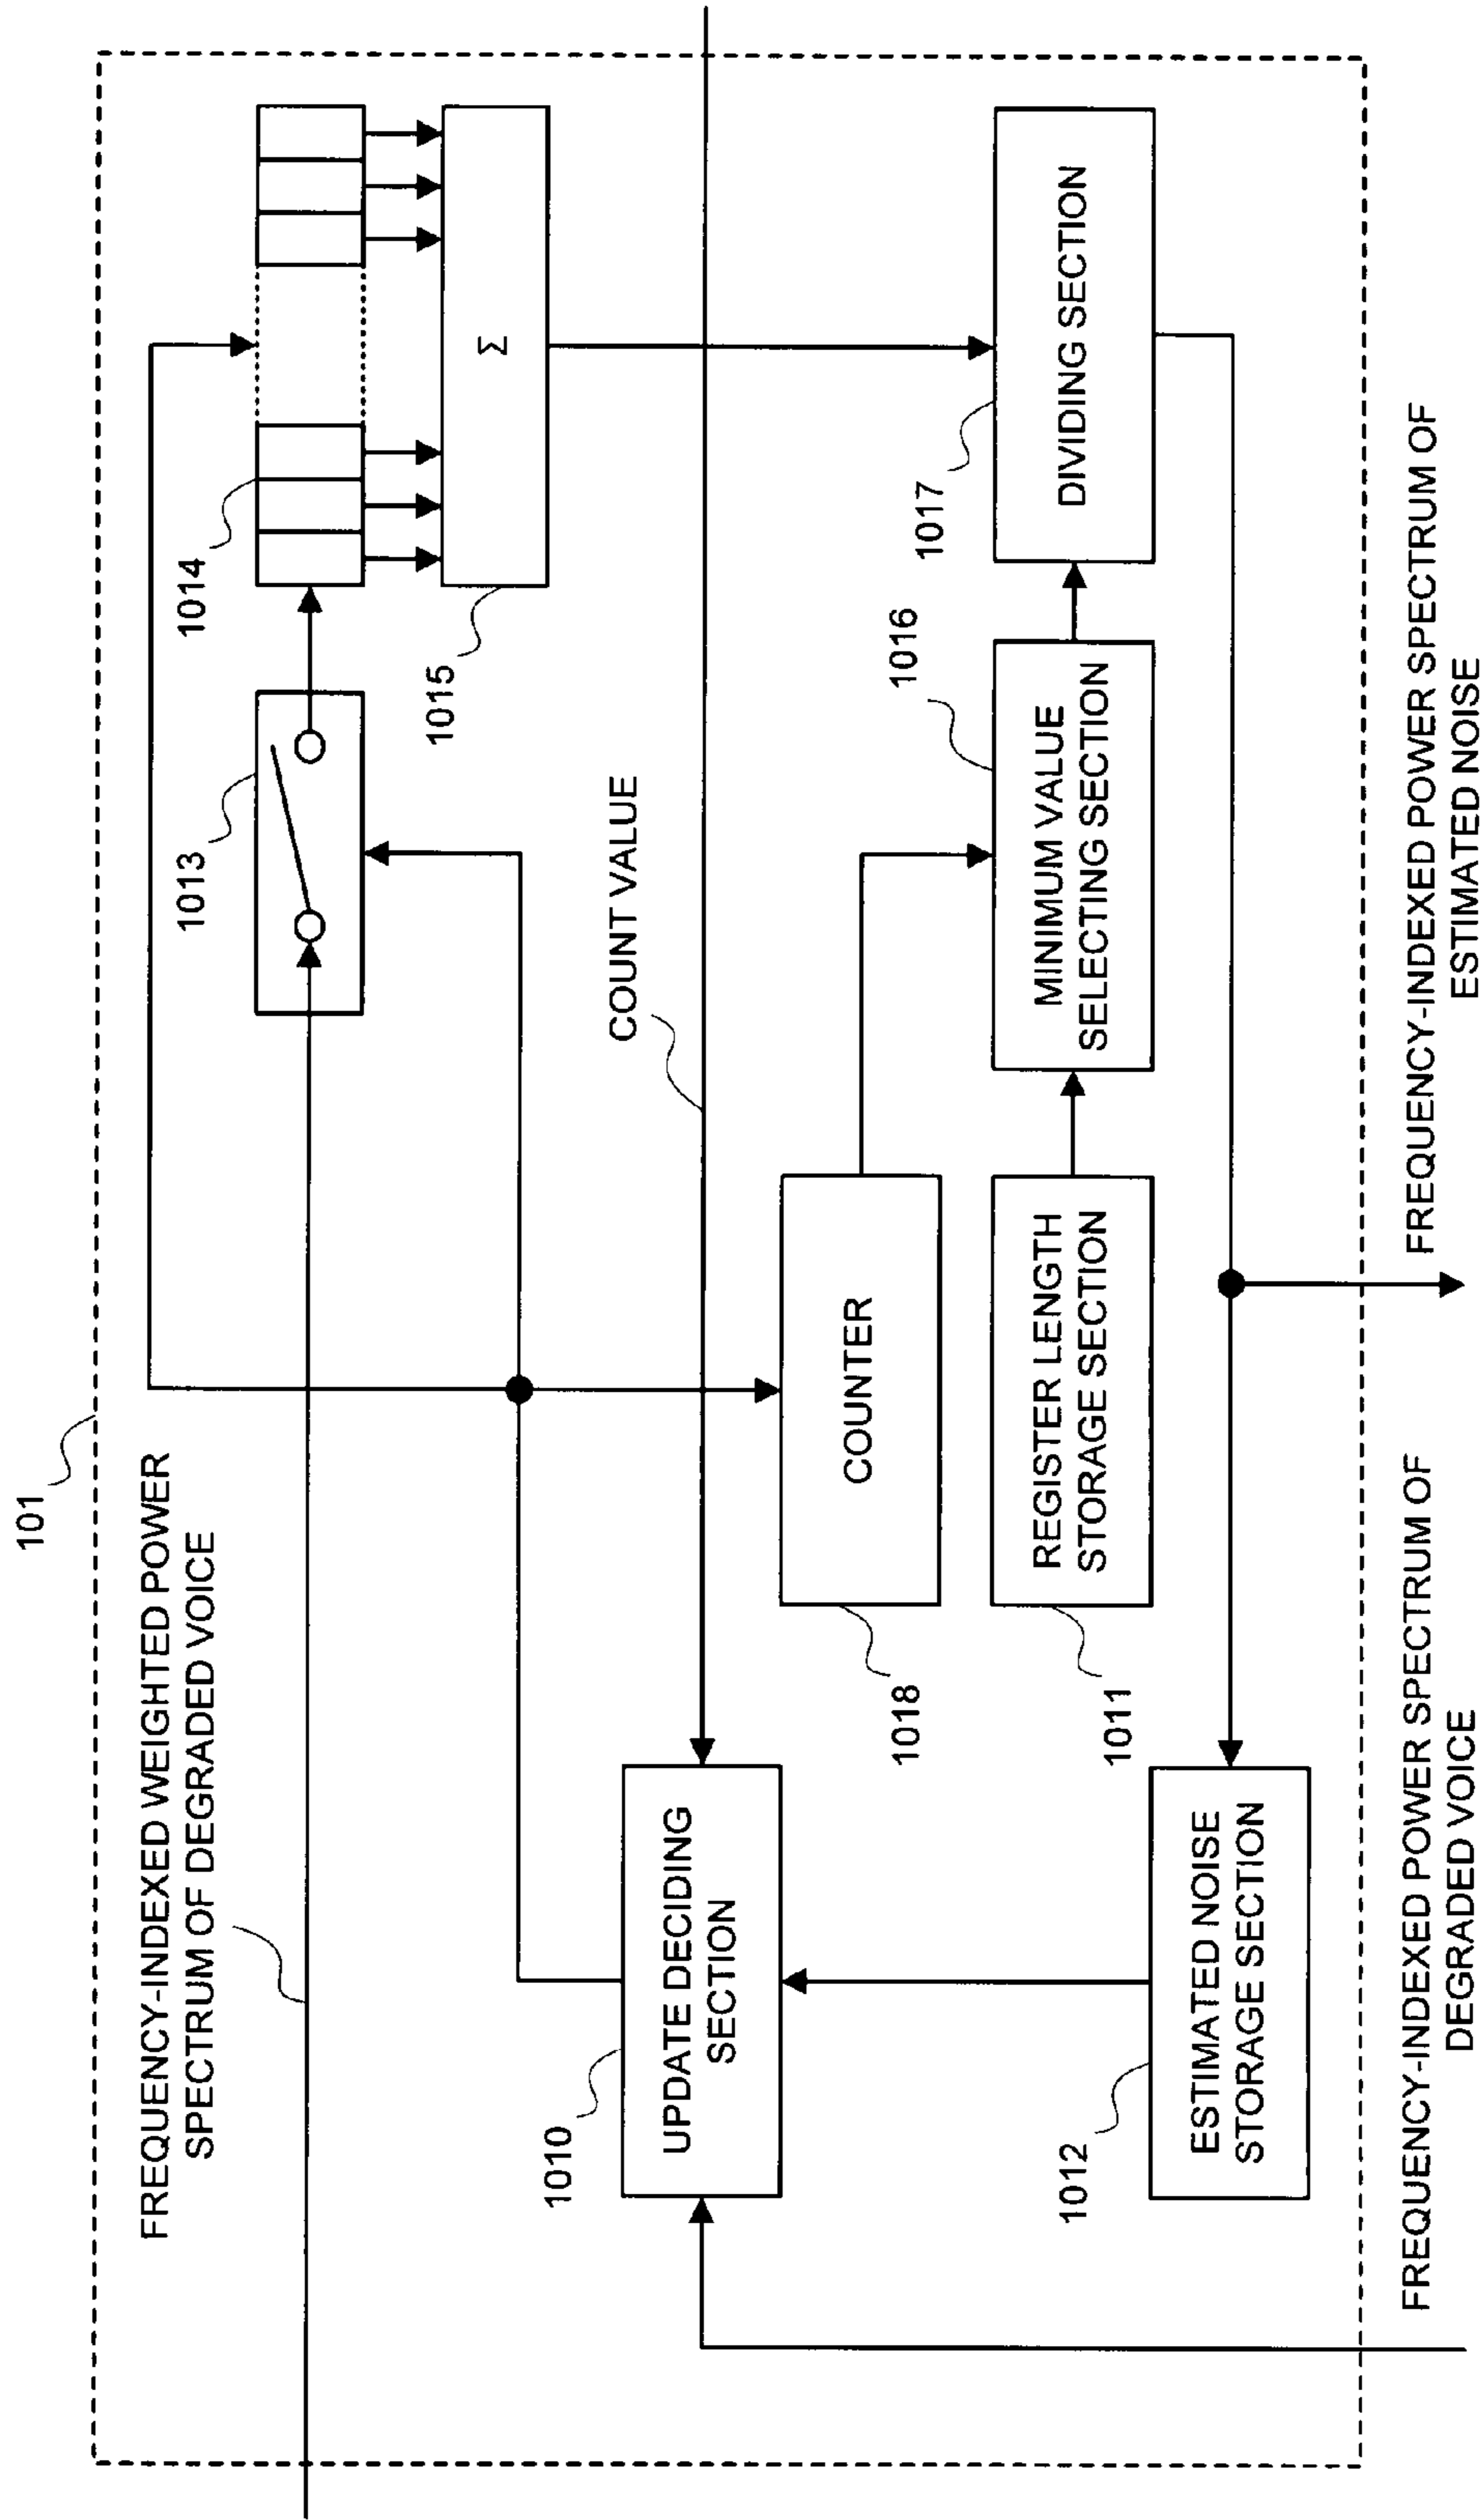 101
FREQUENCY-INDEXED WEIGHTED POWER
SPECTRUM OF DEGRADED VOICE
1013
1014
1015
Σ
COUNT VALUE
1010
UPDATE DECIDING
SECTION
1018
COUNTER
1011
REGISTER LENGTH
STORAGE SECTION
1016
MINIMUM VALUE
SELECTING SECTION
1017
DIVIDING SECTION
1012
ESTIMATED NOISE
STORAGE SECTION
FREQUENCY-INDEXED POWER SPECTRUM OF
DEGRADED VOICE
FREQUENCY-INDEXED POWER SPECTRUM OF
ESTIMATED NOISE